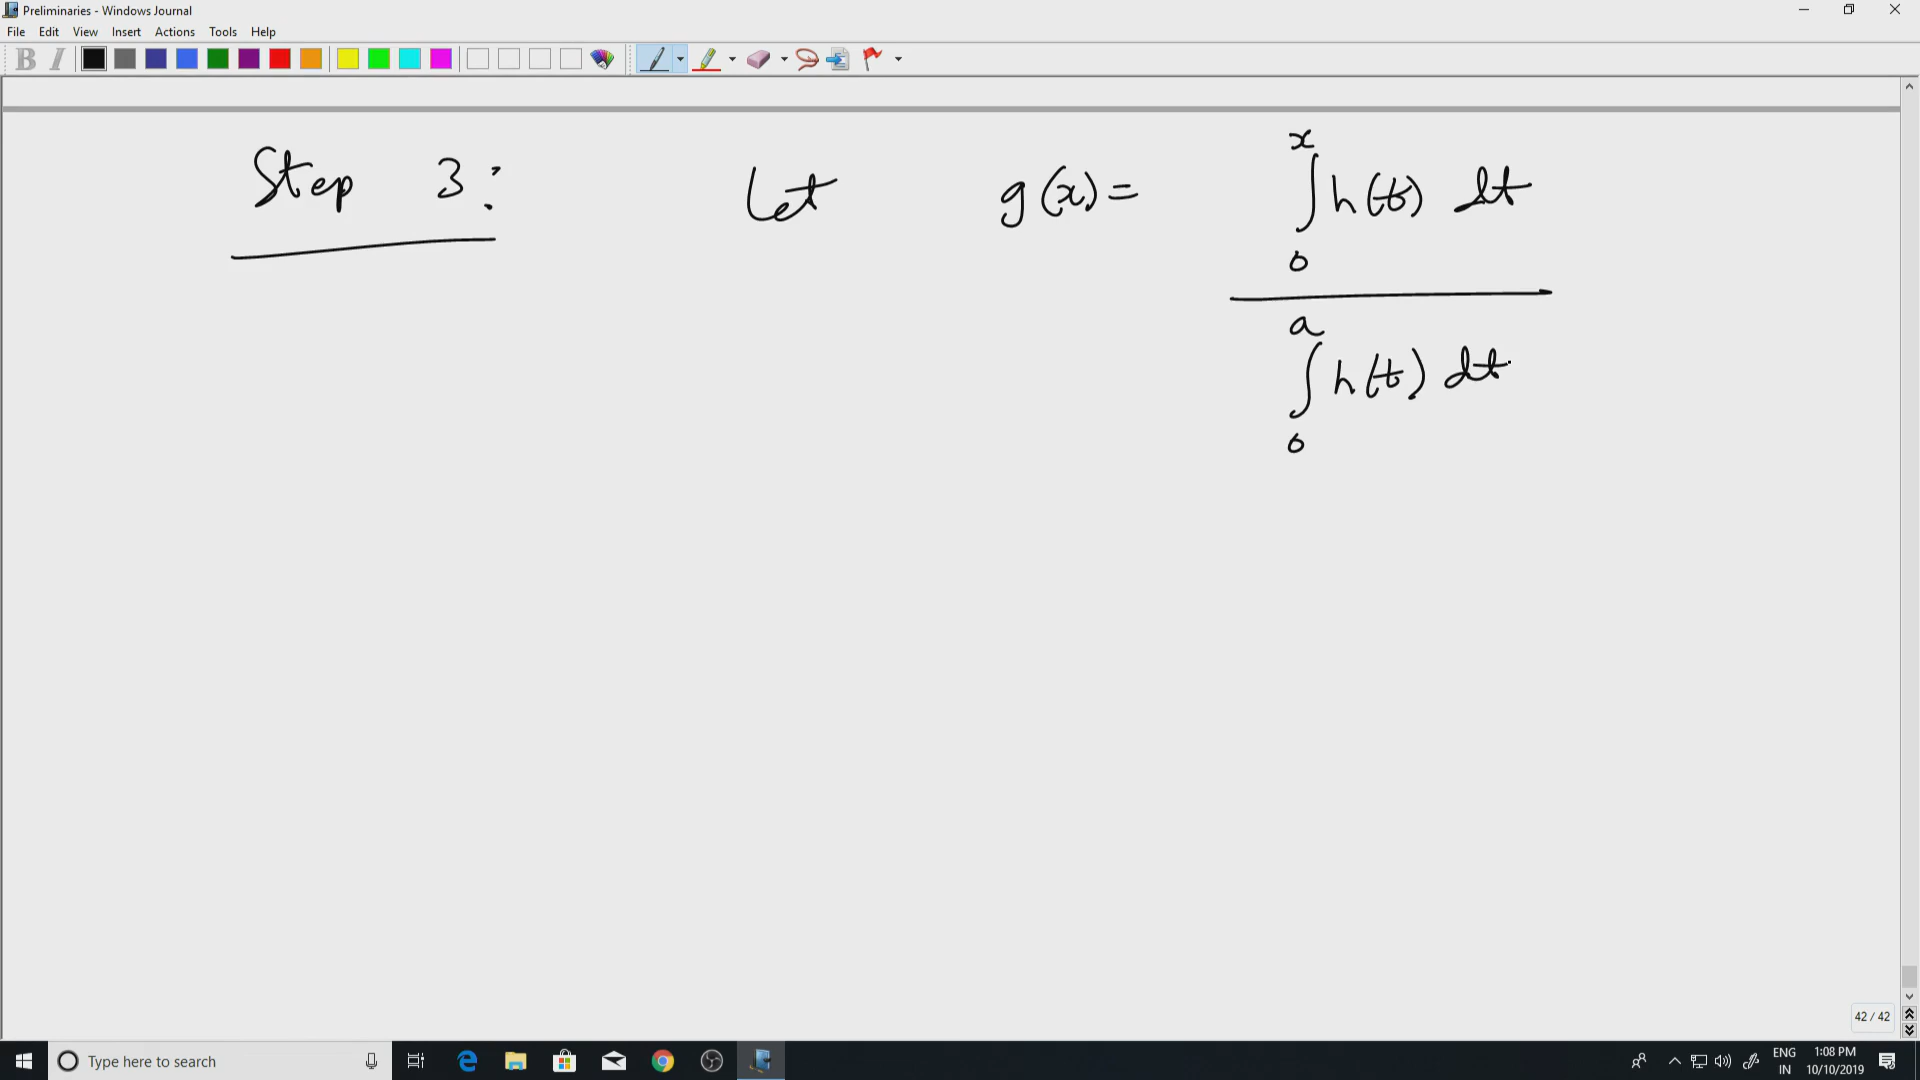 Preliminaries - Windows Journal
File Edit View Insert Actions Tools Help
B I
Step 3: Let g(x) = ∫₀ˣ h(t) dt
∫₀ᵃ h(t) dt
42 / 42
Type here to search
ENG 1:08 PM
IN 10/10/2019